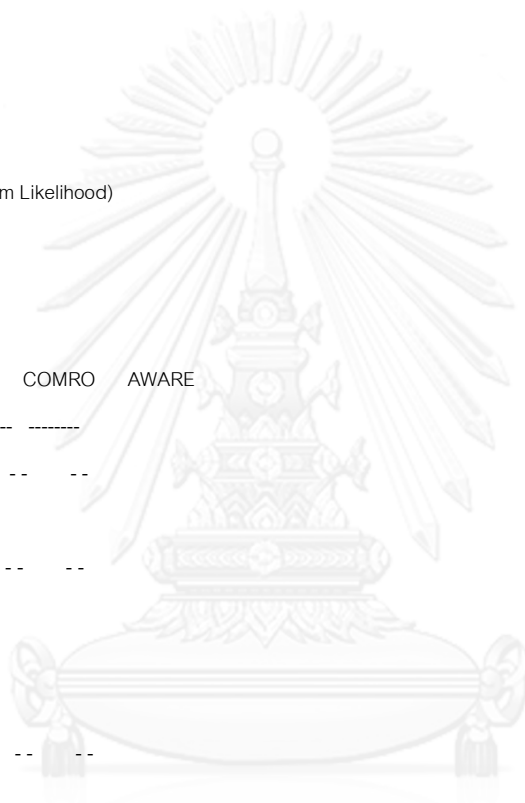 m Likelihood)
COMRO AWARE
-- --------
- - - -
- - - -
- - - -